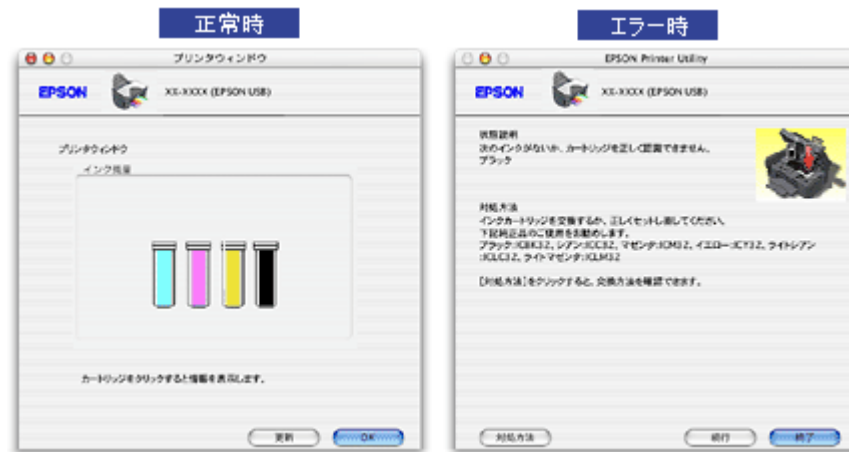 正常時
プリンタウィンドウ
EPSON
XX-XXXX (EPSON USB)
プリンタウィンドウ
インク残量
カートリッジをクリックすると情報を表示します。
更新
OK
エラー時
EPSON Printer Utility
EPSON
XX-XXXX (EPSON USB)
状態説明
次のインクがないか、カートリッジを正しく認識できません。
ブラック
対処方法
インクカートリッジを交換するか、正しくセットし直してください。
下記純正品のご使用をお勧めします。
ブラック:ICBK32, シアン:ICC32, マゼンタ:ICM32, イエロー:ICY32, ライトシアン
:ICLC32, ライトマゼンタ:ICLM32
[対処方法]をクリックすると、交換方法を確認できます。
対処方法
続行
終了